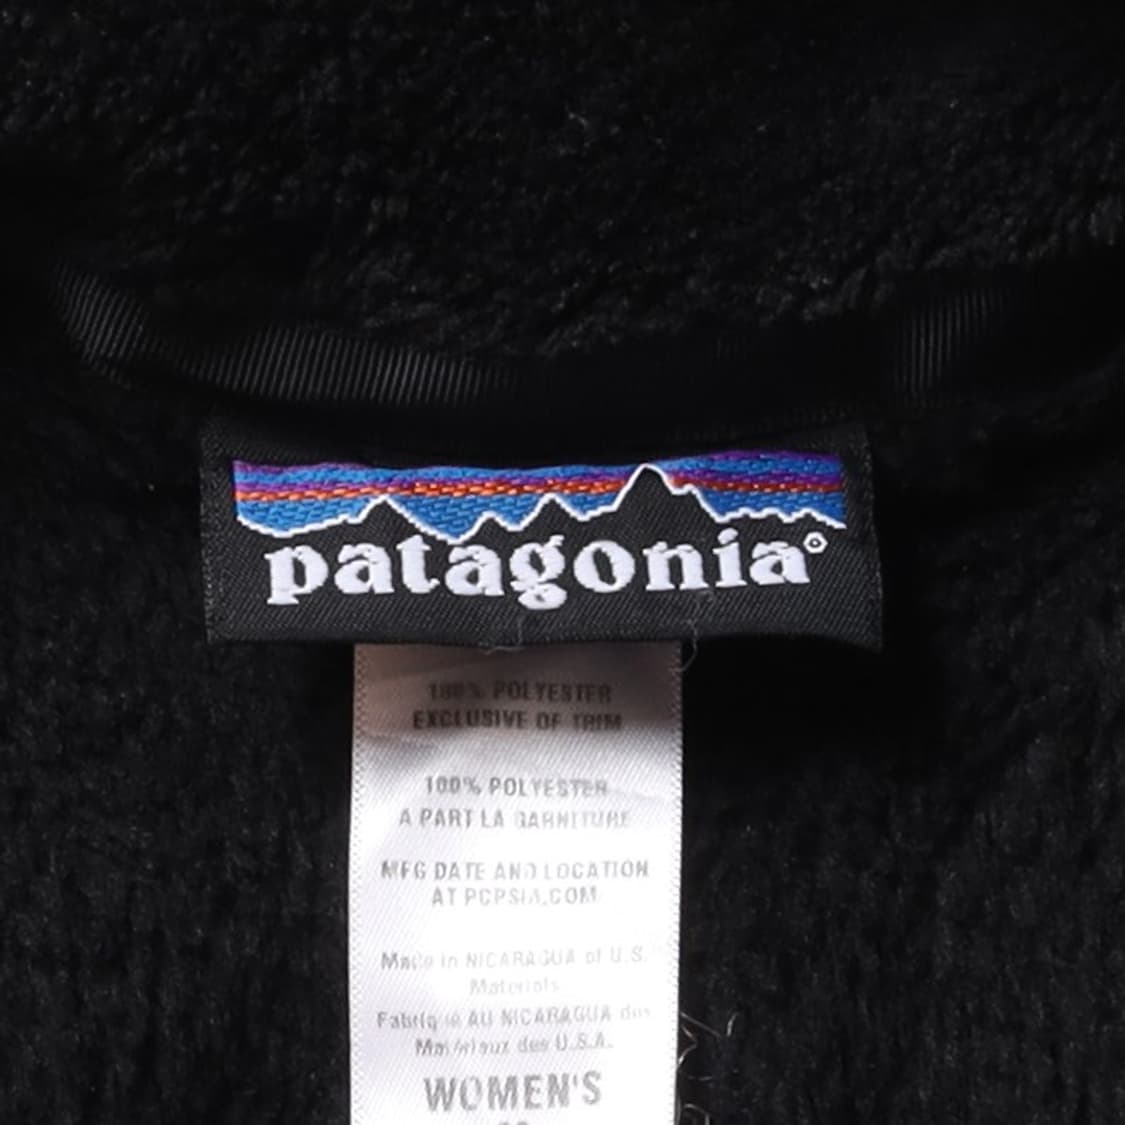 patagonia®
100% POLYESTER
EXCLUSIVE OF TRIM
100% POLYESTER
A PART LA GARNITURE
MFG DATE AND LOCATION
AT PCPSIA.COM
Made in NICARAGUA of U.S.
Materials
Fabriqué AU NICARAGUA des
Matériaux des U.S.A.
WOMEN'S